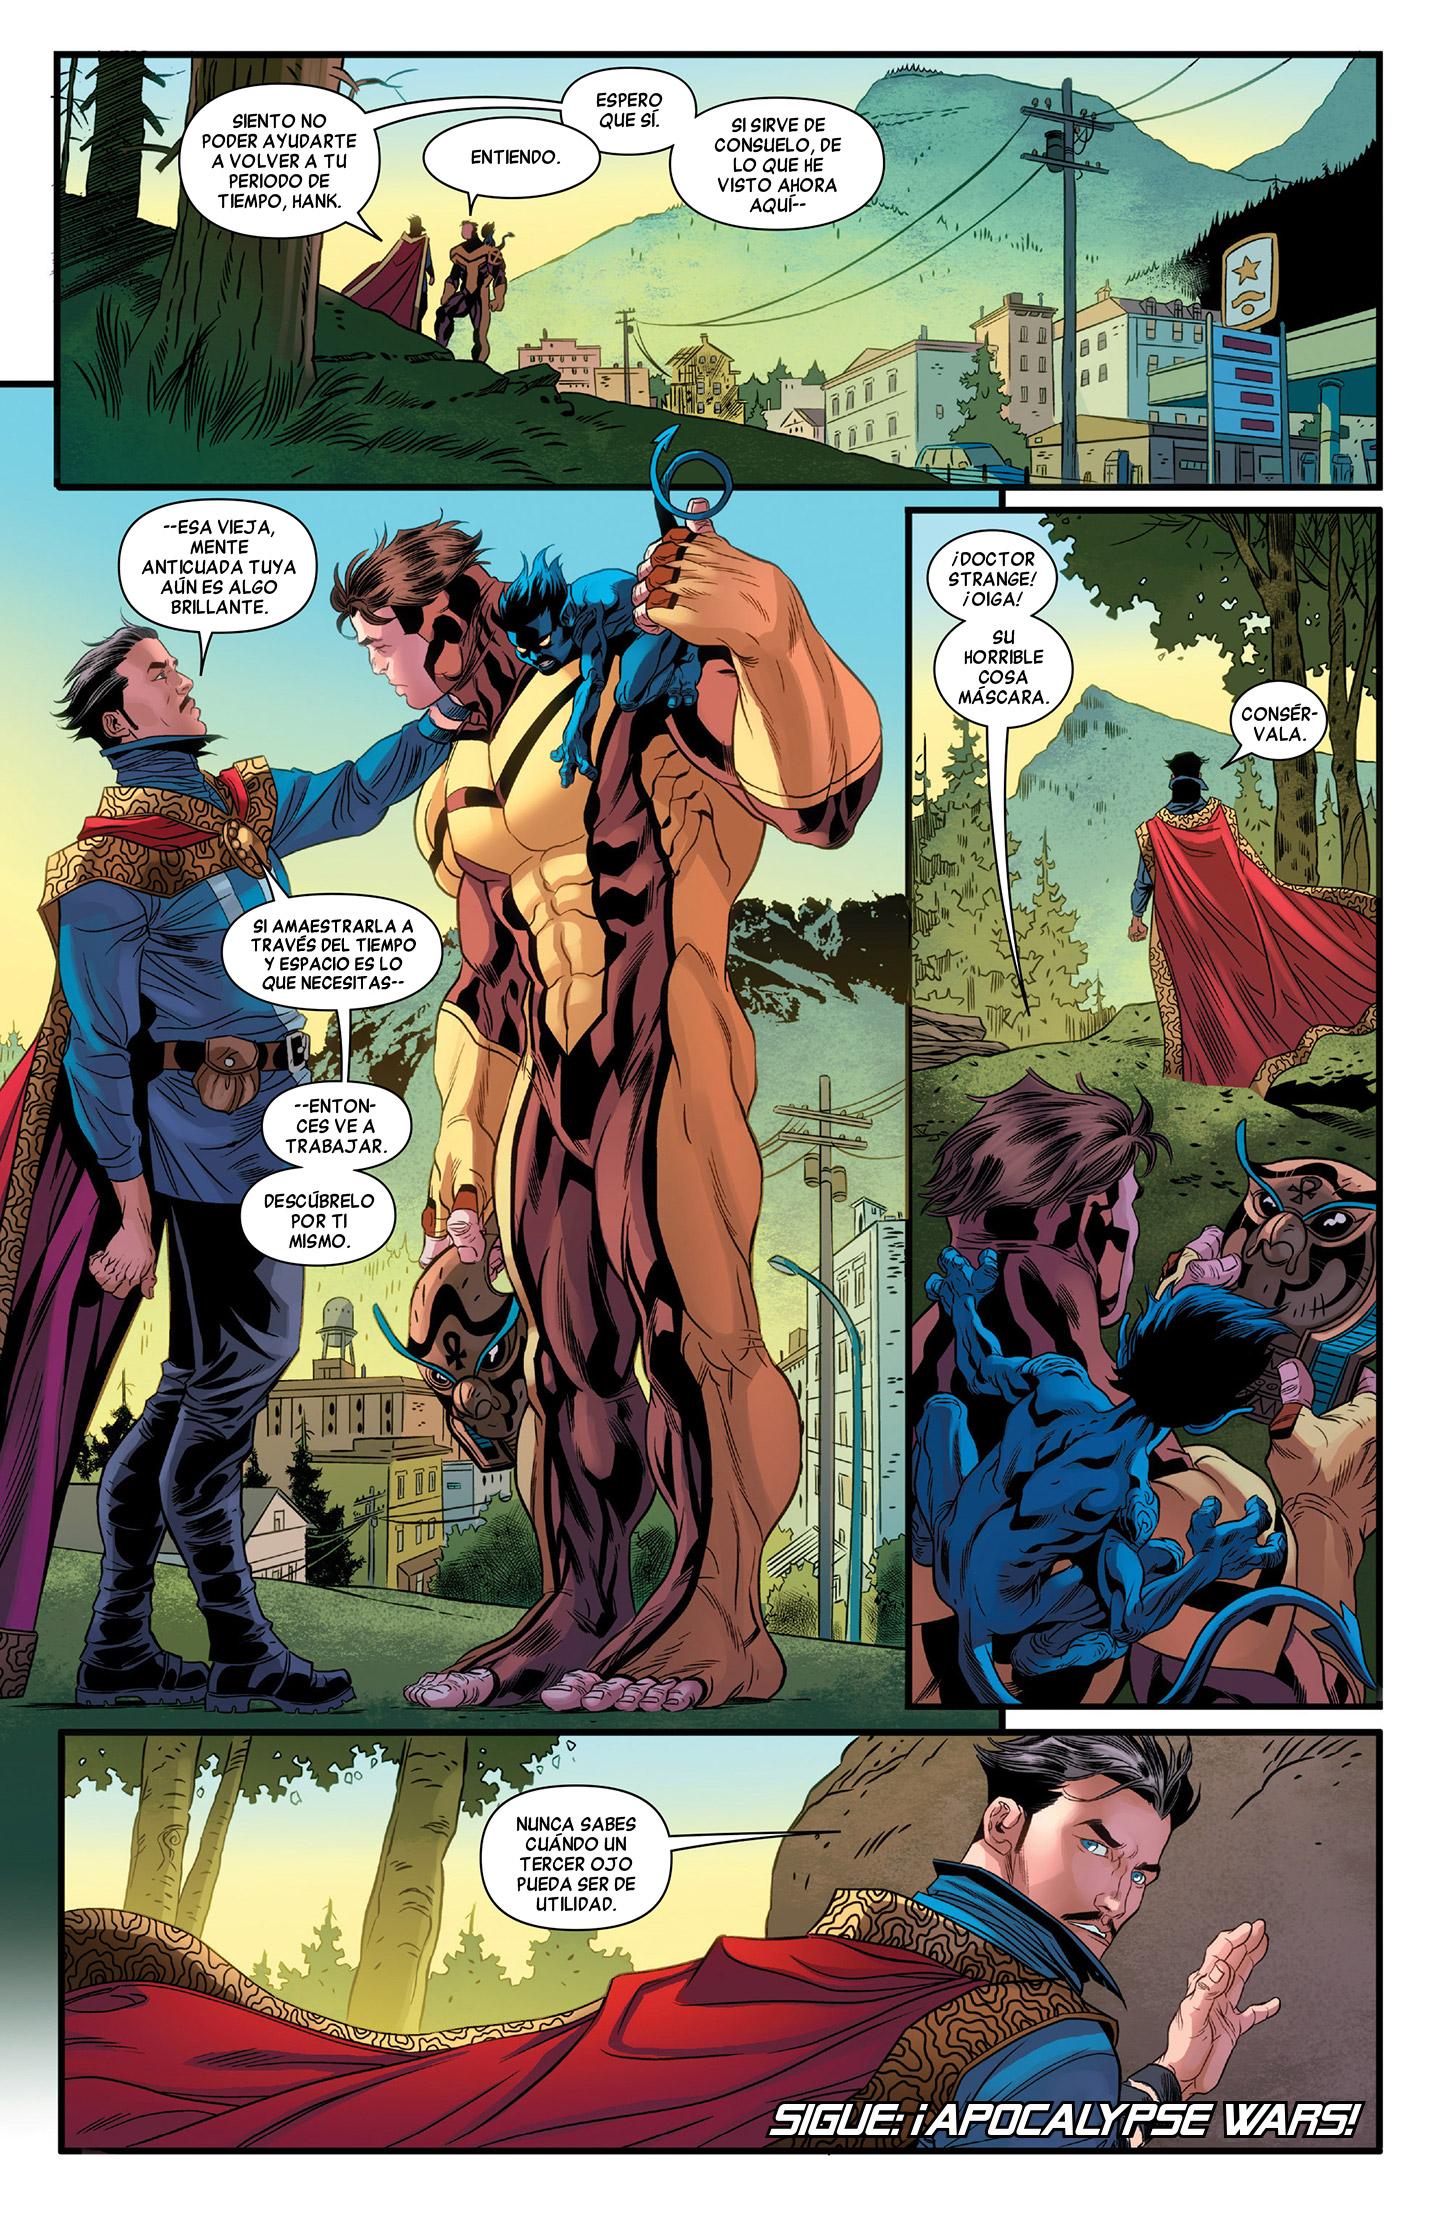 SIENTO NO
PODER AYUDARTE
A VOLVER A TU
PERIODO DE
TIEMPO, HANK.
ENTIENDO.
ESPERO
QUE SÍ.
SI SIRVE DE
CONSUELO, DE
LO QUE HE
VISTO AHORA
AQUÍ--
--ESA VIEJA,
MENTE
ANTICUADA TUYA
AÚN ES ALGO
BRILLANTE.
SI AMAESTRARLA A
TRAVÉS DEL TIEMPO
Y ESPACIO ES LO
QUE NECESITAS--
--ENTON-
CES VE A
TRABAJAR.
DESCÚBRELO
POR TI
MISMO.
¡DOCTOR
STRANGE!
¡OIGA!
SU
HORRIBLE
COSA
MÁSCARA.
CONSÉR-
VALA.
NUNCA SABES
CUÁNDO UN
TERCER OJO
PUEDA SER DE
UTILIDAD.
SIGUE: ¡APOCALYPSE WARS!